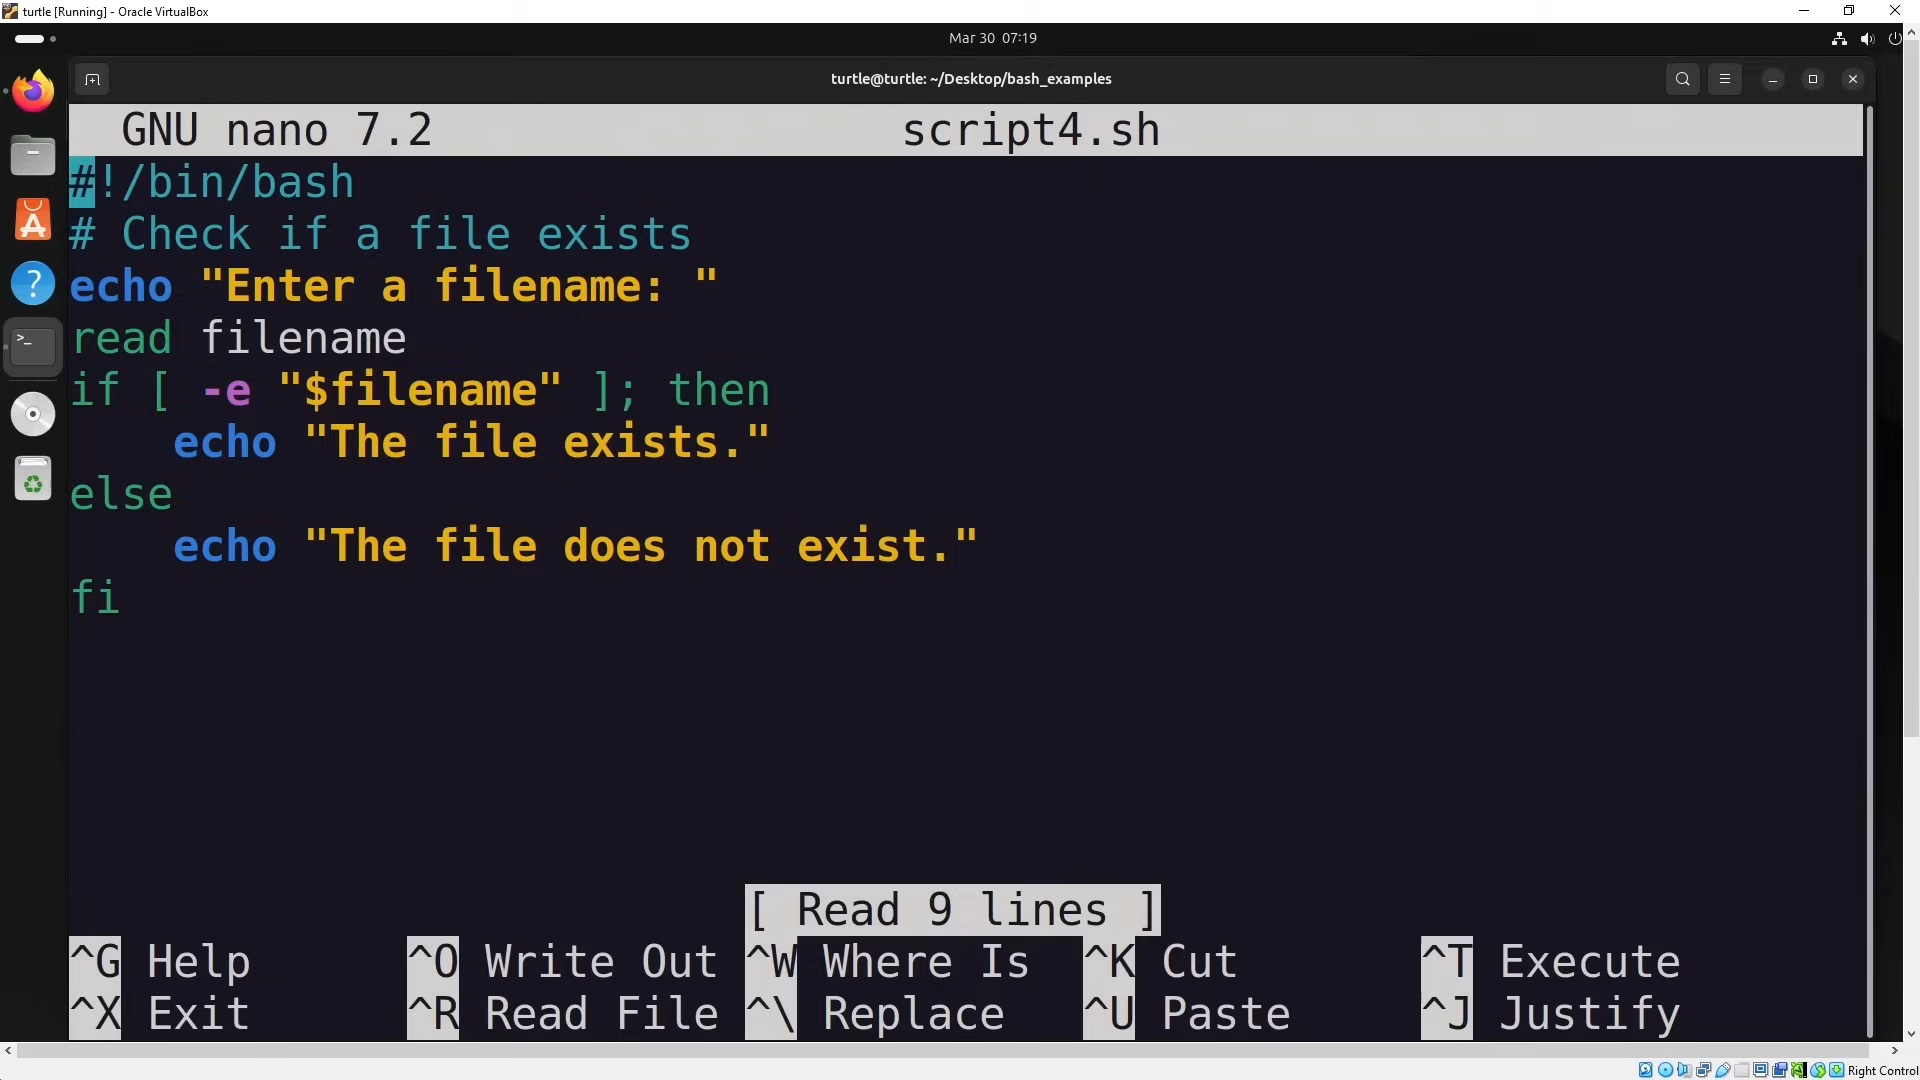 turtle [Running] - Oracle VirtualBox
Mar 30 07:19
turtle@turtle: ~/Desktop/bash_examples
GNU nano 7.2 script4.sh
#!/bin/bash
# Check if a file exists
echo "Enter a filename: "
read filename
if [ -e "$filename" ]; then
    echo "The file exists."
else
    echo "The file does not exist."
fi
[ Read 9 lines ]
^G Help ^O Write Out ^W Where Is ^K Cut ^T Execute
^X Exit ^R Read File ^\ Replace ^U Paste ^J Justify
Right Control